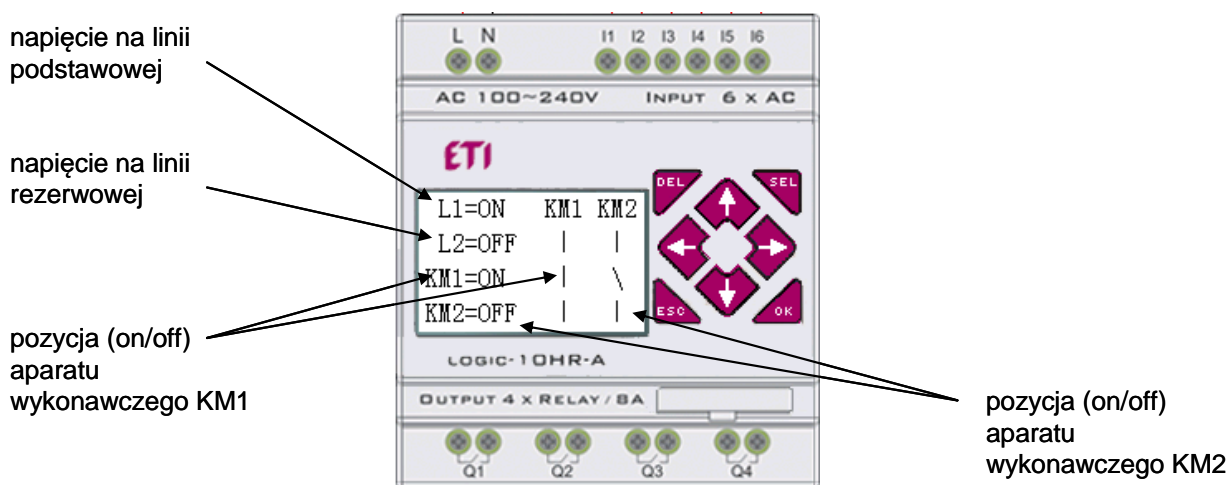 napięcie na linii
podstawowej
napięcie na linii
rezerwowej
pozycja (on/off)
aparatu
wykonawczego KM1
L N I1 I2 I3 I4 I5 I6
AC 100~240V INPUT 6 x AC
ETI
L1=ON KM1 KM2
L2=OFF | |
KM1=ON | \
KM2=OFF | |
DEL SEL
ESC OK
LOGIC-10HR-A
OUTPUT 4 x RELAY / 8A
Q1 Q2 Q3 Q4
pozycja (on/off)
aparatu
wykonawczego KM2